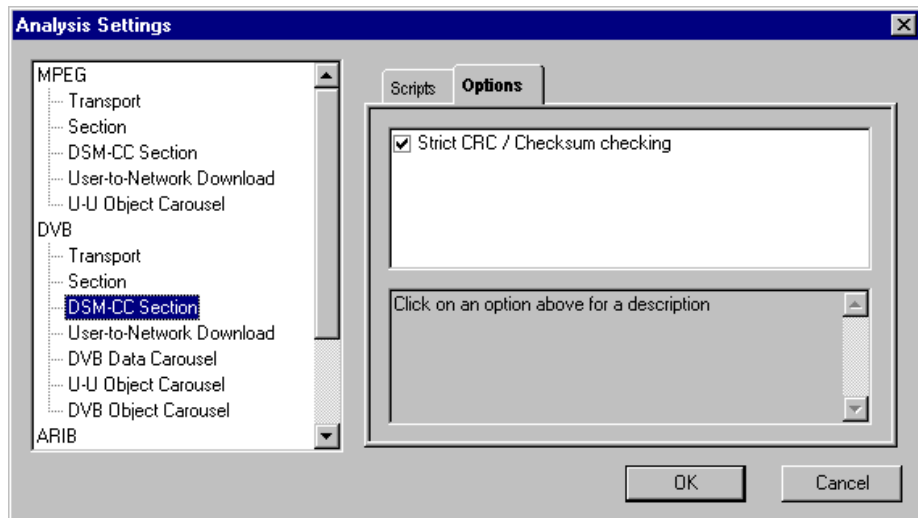 Analysis Settings
MPEG
Transport
Section
DSM-CC Section
User-to-Network Download
U-U Object Carousel
DVB
Transport
Section
DSM-CC Section
User-to-Network Download
DVB Data Carousel
U-U Object Carousel
DVB Object Carousel
ARIB
Scripts
Options
Strict CRC / Checksum checking
Click on an option above for a description
OK
Cancel